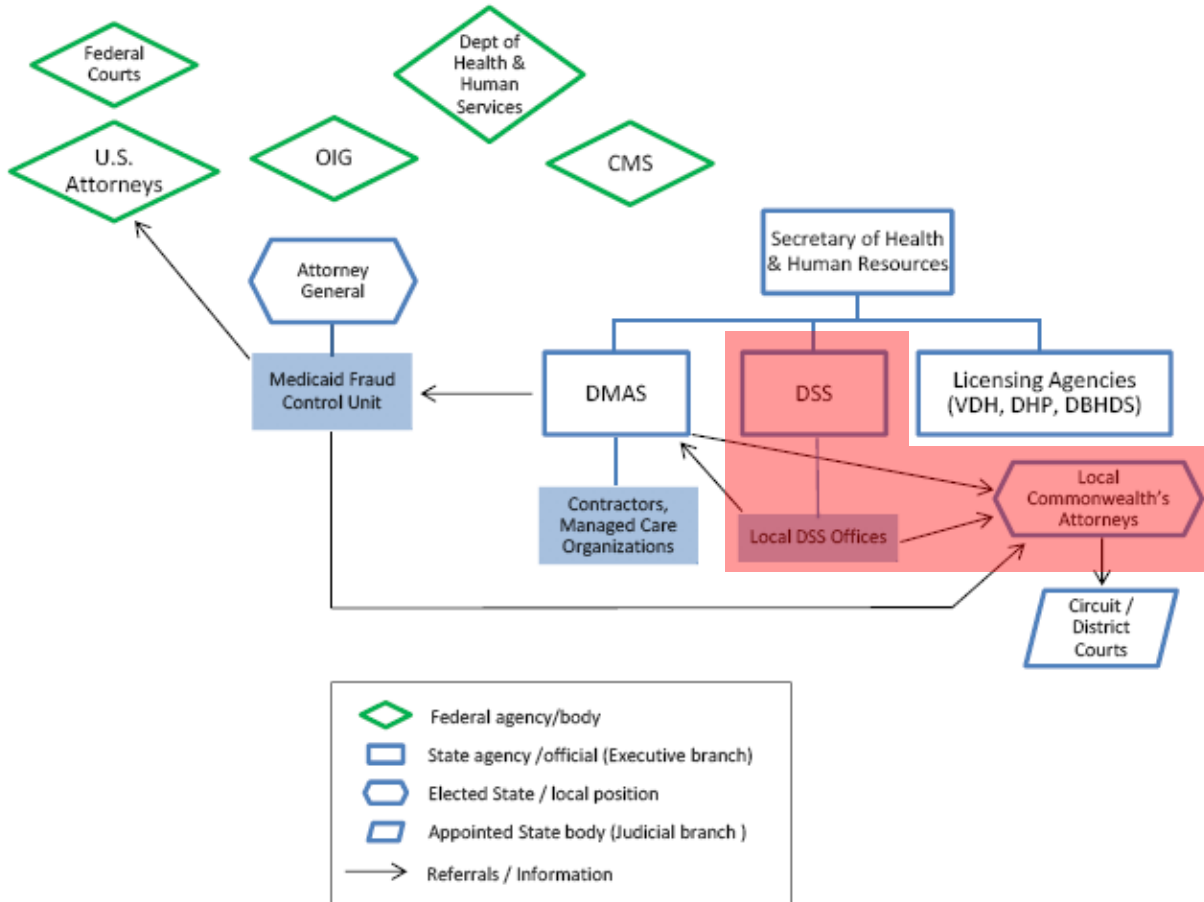 Federal
Courts
Dept of
Health &
Human
Services
U.S.
Attorneys
OIG
CMS
Secretary of Health
& Human Resources
Attorney
General
Medicaid Fraud
Control Unit
DMAS
DSS
Licensing Agencies
(VDH, DHP, DBHDS)
Contractors,
Managed Care
Organizations
Local DSS Offices
Local
Commonwealth's
Attorneys
Circuit /
District
Courts
Federal agency/body
State agency /official (Executive branch)
Elected State / local position
Appointed State body (Judicial branch )
Referrals / Information